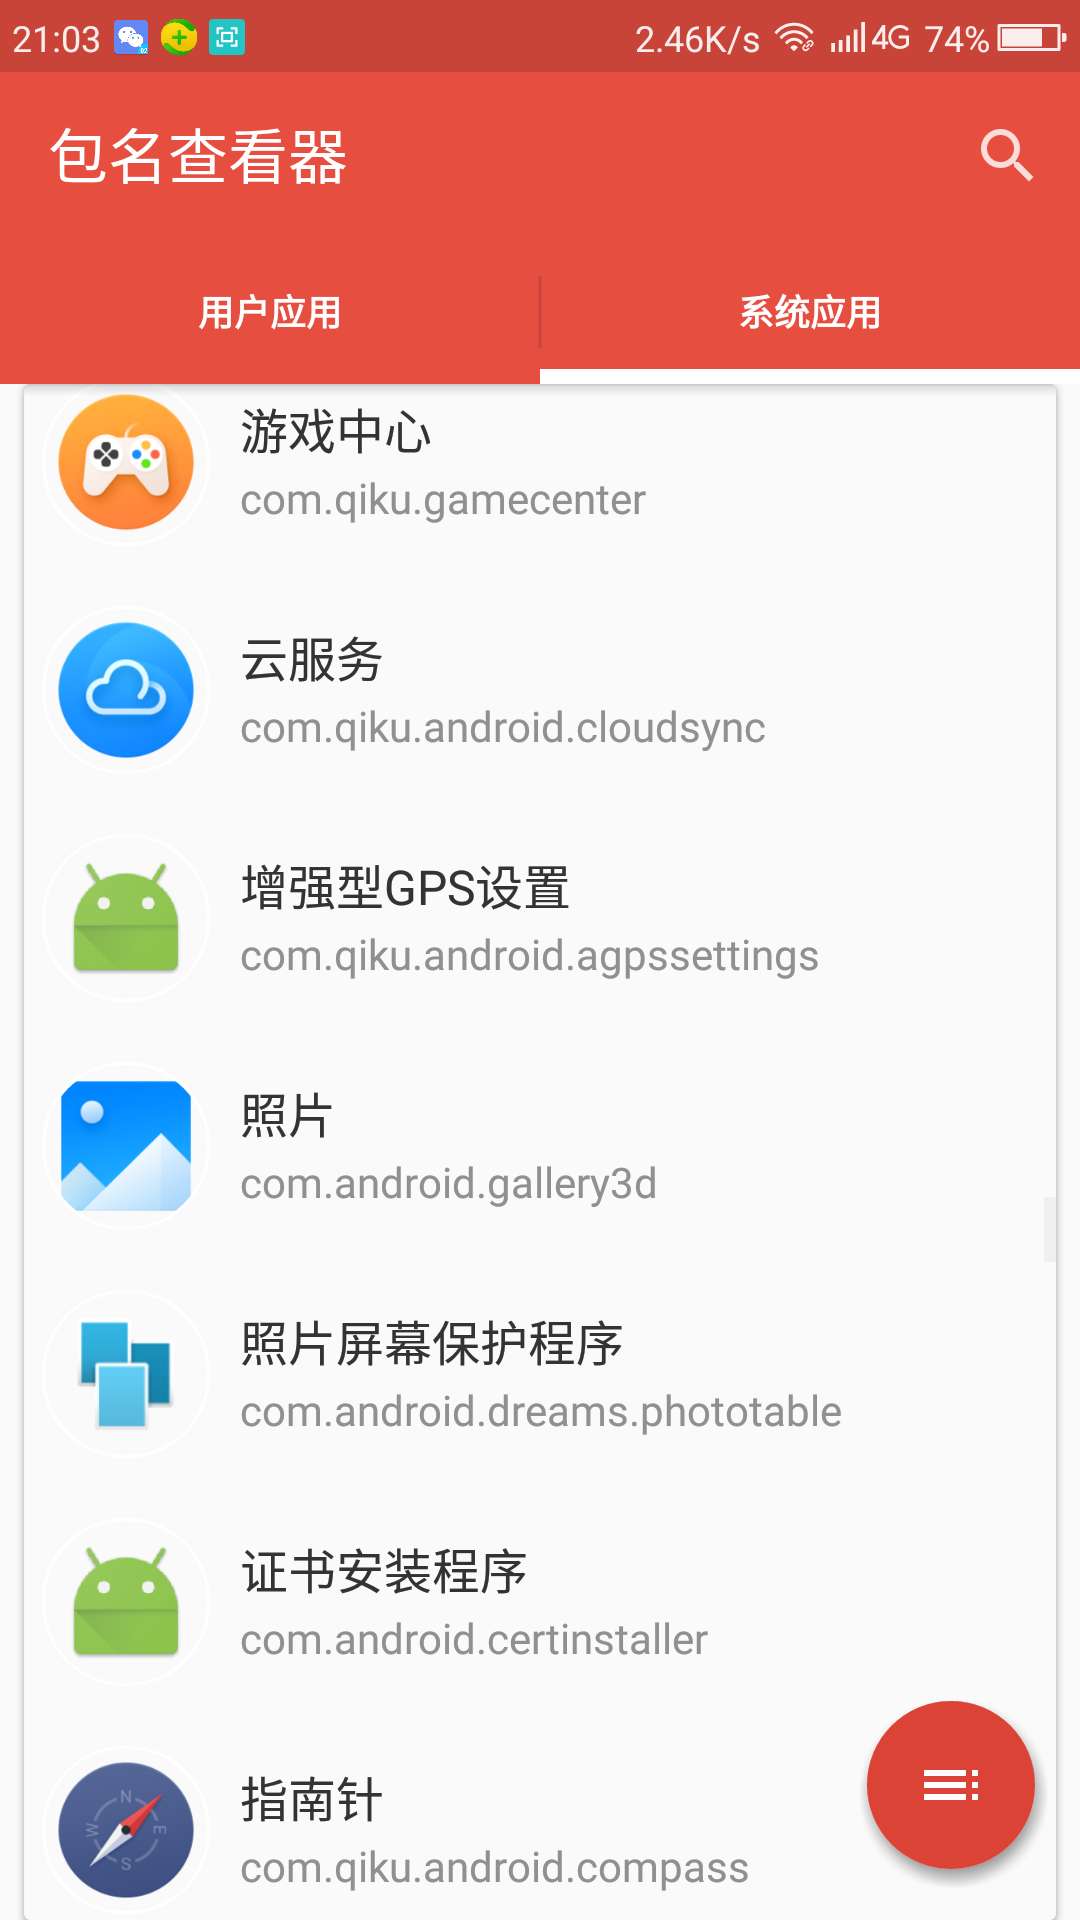 21:03 2.46K/s 4G 74%
包名查看器
用户应用 系统应用
游戏中心
com.qiku.gamecenter
云服务
com.qiku.android.cloudsync
增强型GPS设置
com.qiku.android.agpssettings
照片
com.android.gallery3d
照片屏幕保护程序
com.android.dreams.phototable
证书安装程序
com.android.certinstaller
指南针
com.qiku.android.compass
N
W E
S